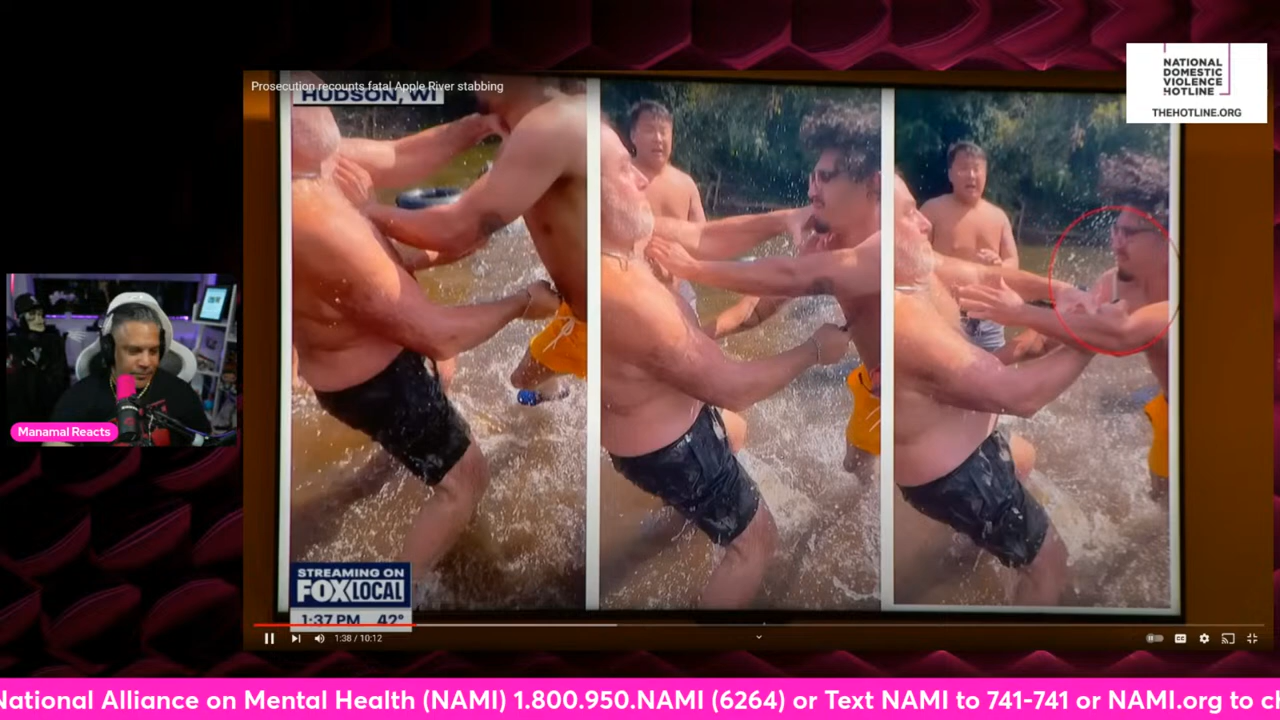 NATIONAL
DOMESTIC
VIOLENCE
HOTLINE
THEHOTLINE.ORG
Prosecution recounts fatal Apple River stabbing
HUDSON, WI
Manamal Reacts
STREAMING ON
FOX LOCAL
1:37 PM 42°
1:38 / 10:12
National Alliance on Mental Health (NAMI) 1.800.950.NAMI (6264) or Text NAMI to 741-741 or NAMI.org to ch